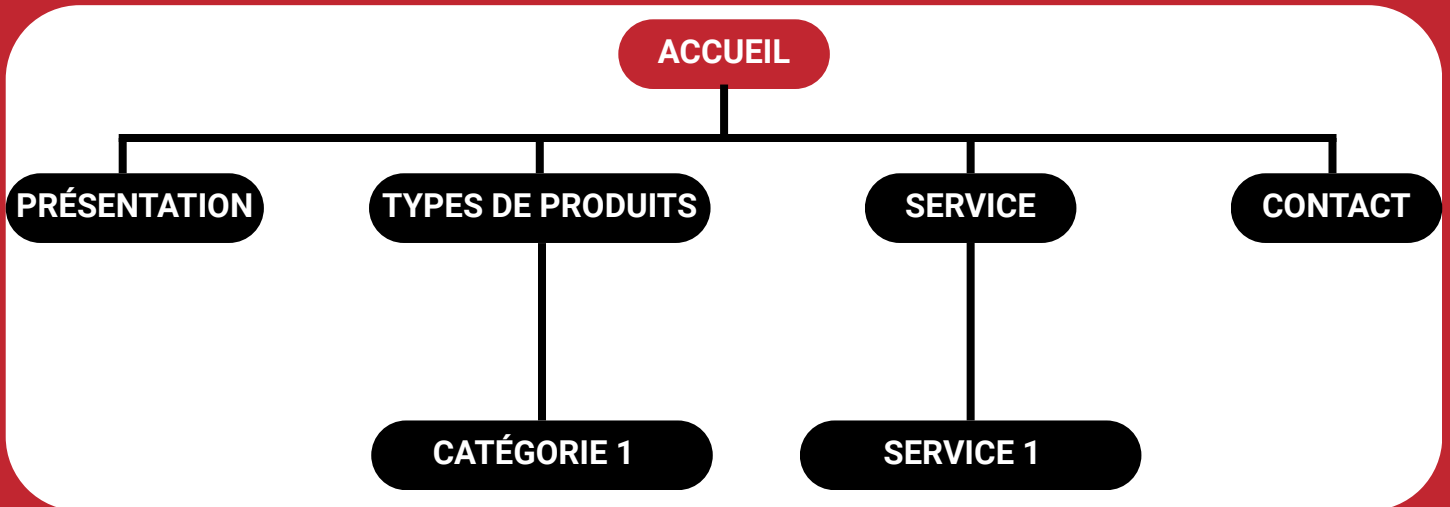 ACCUEIL
PRÉSENTATION
TYPES DE PRODUITS
SERVICE
CONTACT
CATÉGORIE 1
SERVICE 1